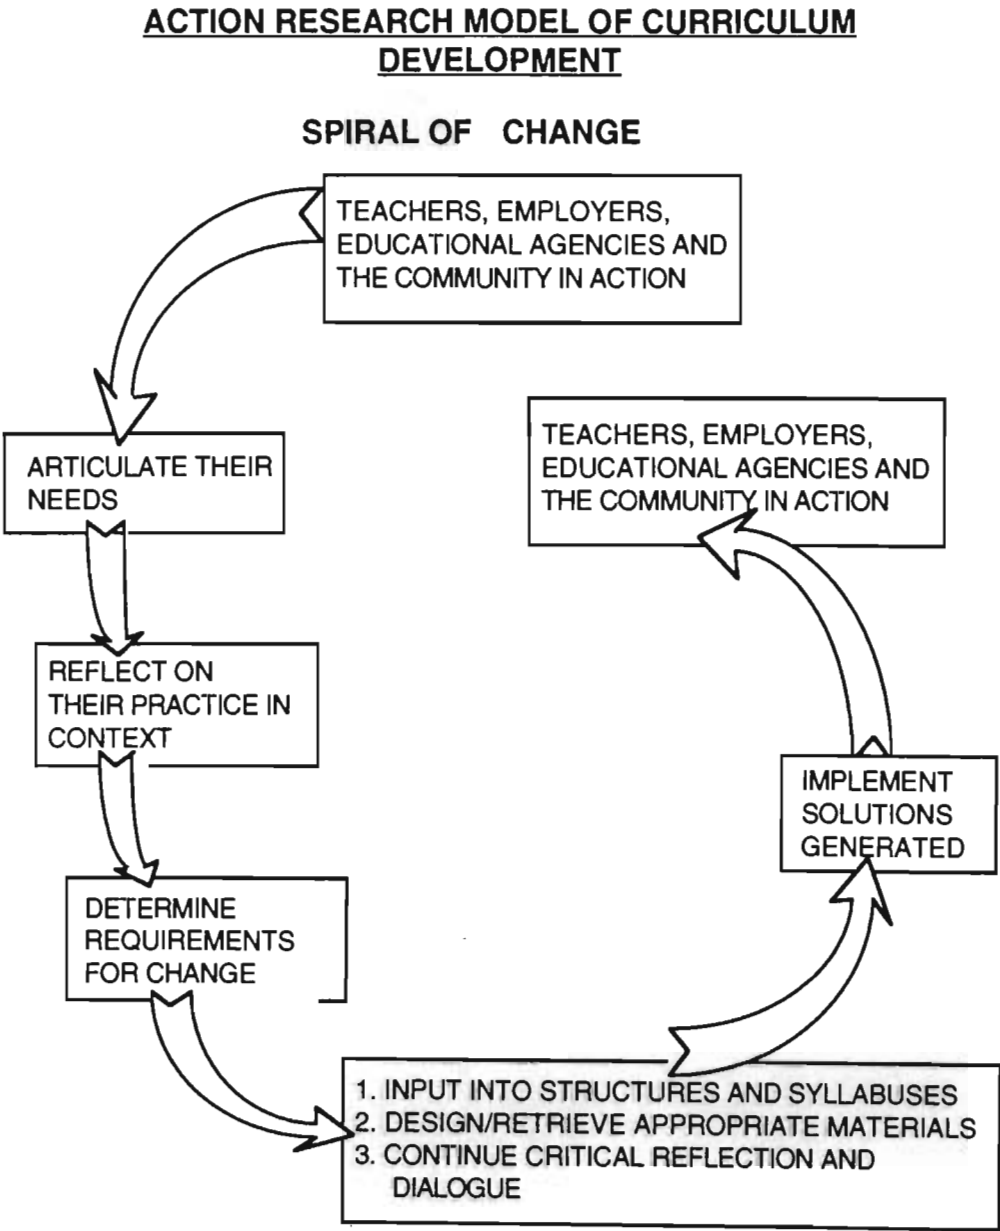 ACTION RESEARCH MODEL OF CURRICULUM
DEVELOPMENT
SPIRAL OF CHANGE
TEACHERS, EMPLOYERS,
EDUCATIONAL AGENCIES AND
THE COMMUNITY IN ACTION
ARTICULATE THEIR
NEEDS
REFLECT ON
THEIR PRACTICE IN
CONTEXT
DETERMINE
REQUIREMENTS
FOR CHANGE
1. INPUT INTO STRUCTURES AND SYLLABUSES
2. DESIGN/RETRIEVE APPROPRIATE MATERIALS
3. CONTINUE CRITICAL REFLECTION AND
DIALOGUE
IMPLEMENT
SOLUTIONS
GENERATED
TEACHERS, EMPLOYERS,
EDUCATIONAL AGENCIES AND
THE COMMUNITY IN ACTION